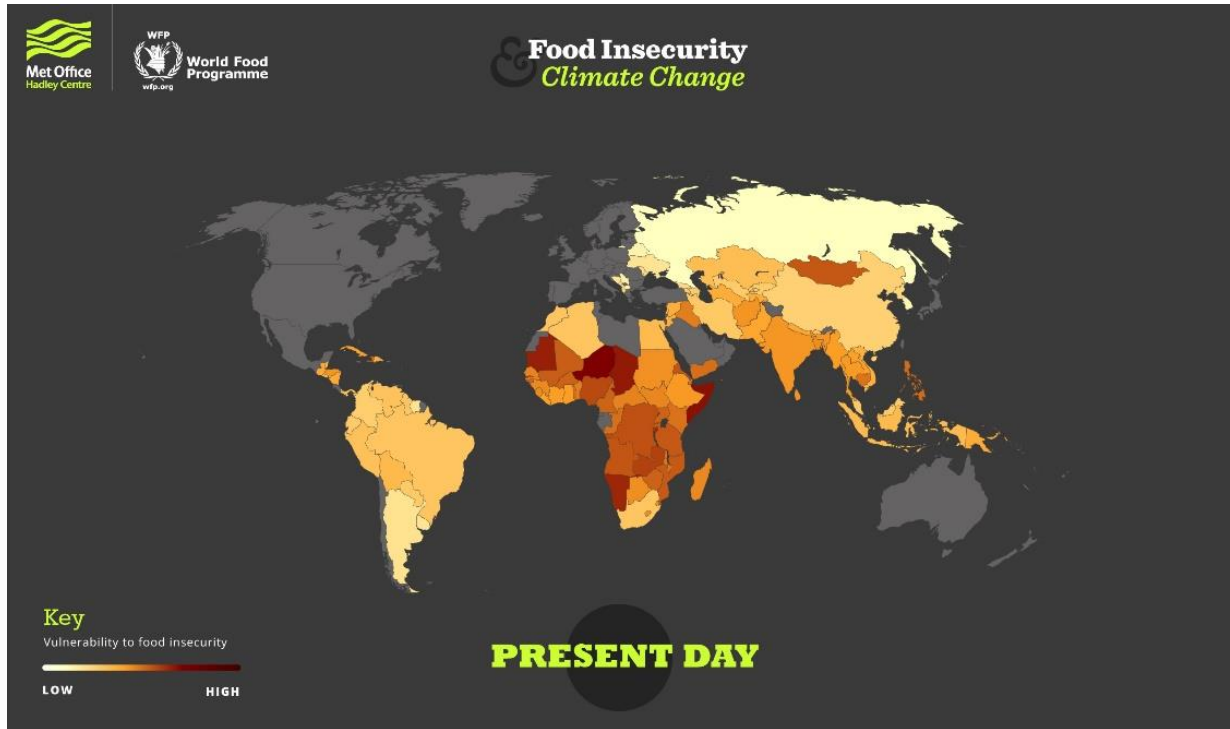 Met Office
Hadley Centre
WFP
wfp.org
World Food
Programme
& Food Insecurity
Climate Change
Key
Vulnerability to food insecurity
LOW HIGH
PRESENT DAY